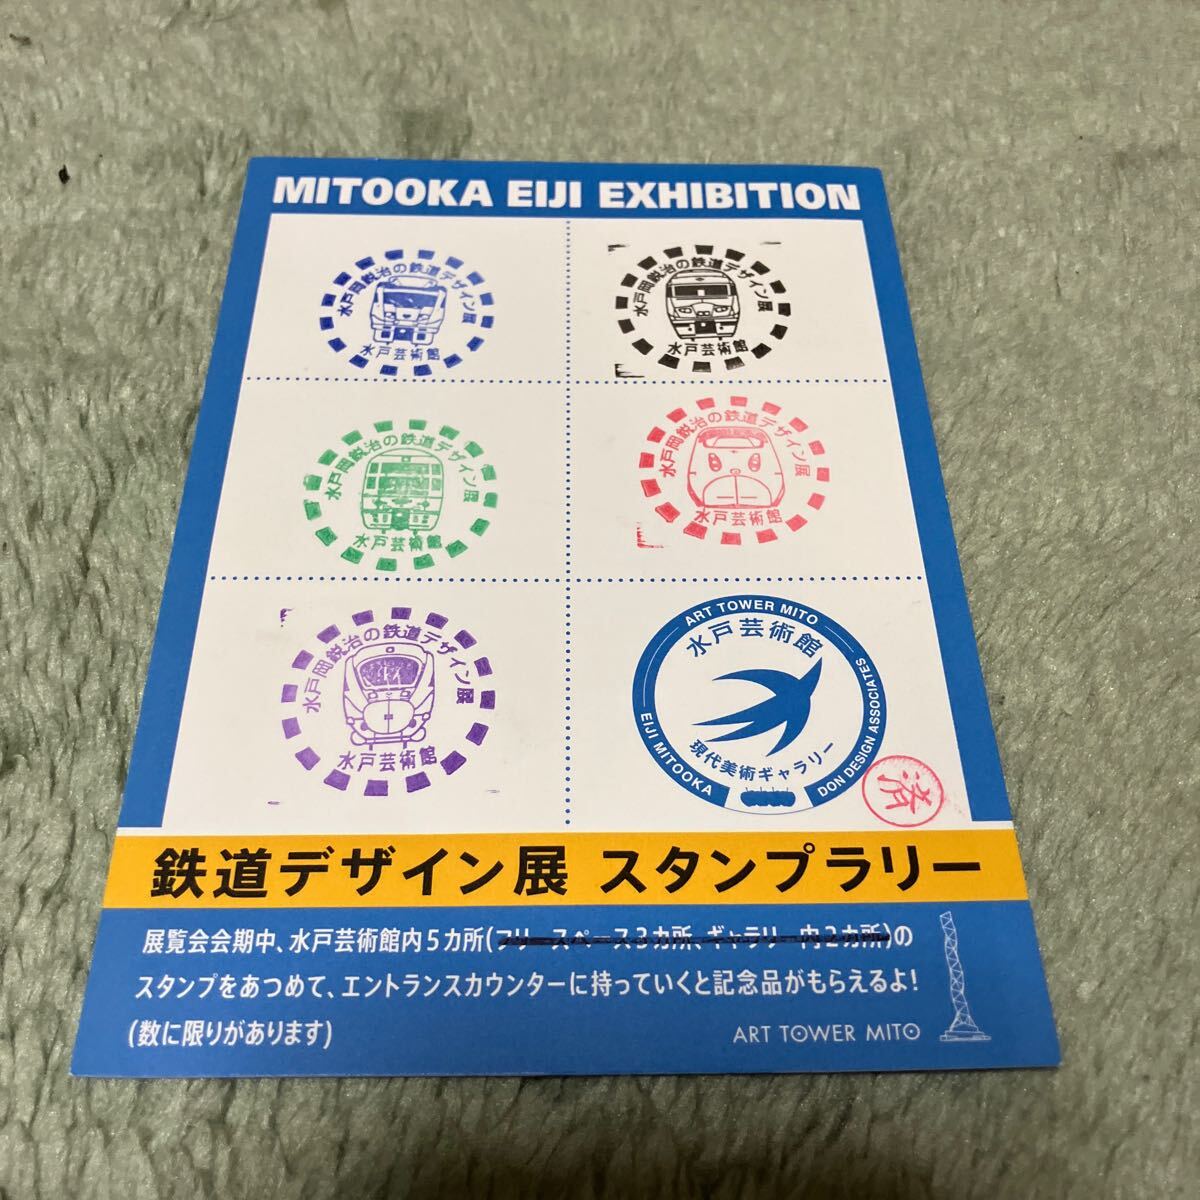 MITOOKA EIJI EXHIBITION
水戸岡鋭治の鉄道デザイン展
水戸芸術館
水戸岡鋭治の鉄道デザイン展
水戸芸術館
水戸岡鋭治の鉄道デザイン展
水戸芸術館
水戸岡鋭治の鉄道デザイン展
水戸芸術館
水戸岡鋭治の鉄道デザイン展
水戸芸術館
ART TOWER MITO
水戸芸術館
現代美術ギャラリー
EIJI MITOOKA
DON DESIGN ASSOCIATES
済
鉄道デザイン展 スタンプラリー
展覧会会期中、水戸芸術館内5カ所(フリースペース3カ所、ギャラリー内2カ所)の
スタンプをあつめて、エントランスカウンターに持っていくと記念品がもらえるよ!
(数に限りがあります)
ART TOWER MITO